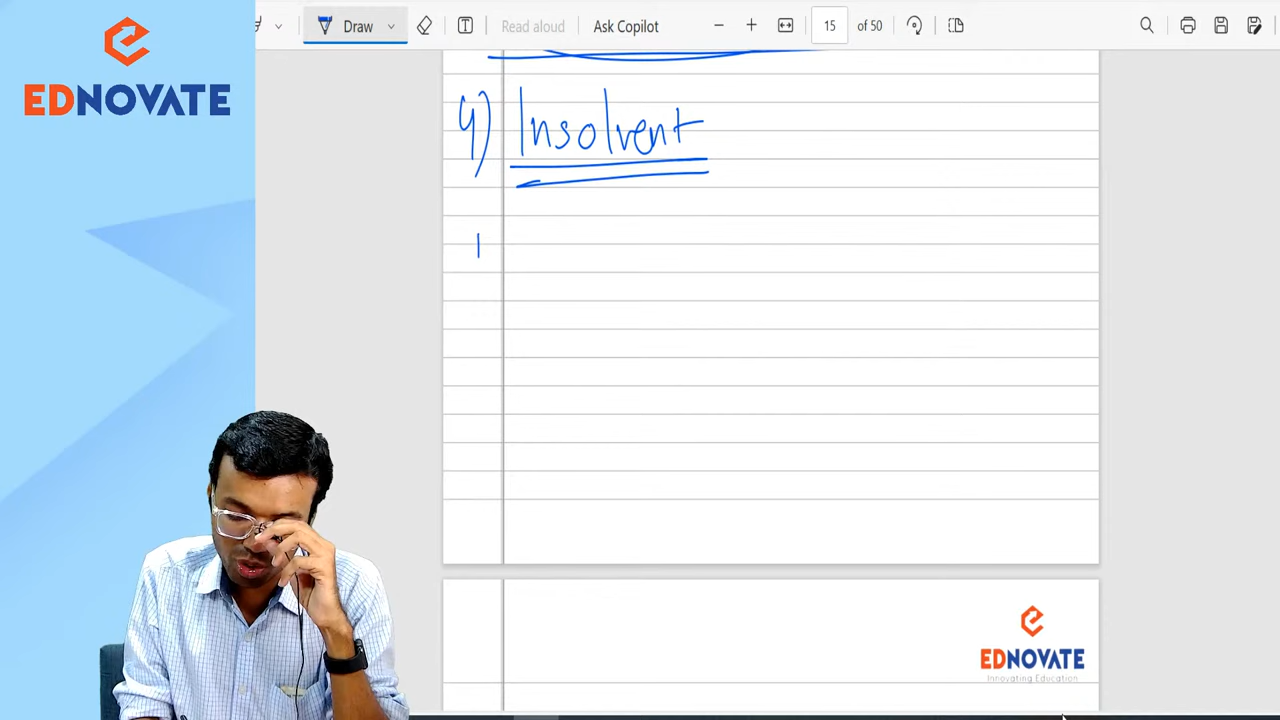 Draw
Read aloud
Ask Copilot
15 of 50
EDNOVATE
4) Insolvent
1
EDNOVATE
Innovating Education